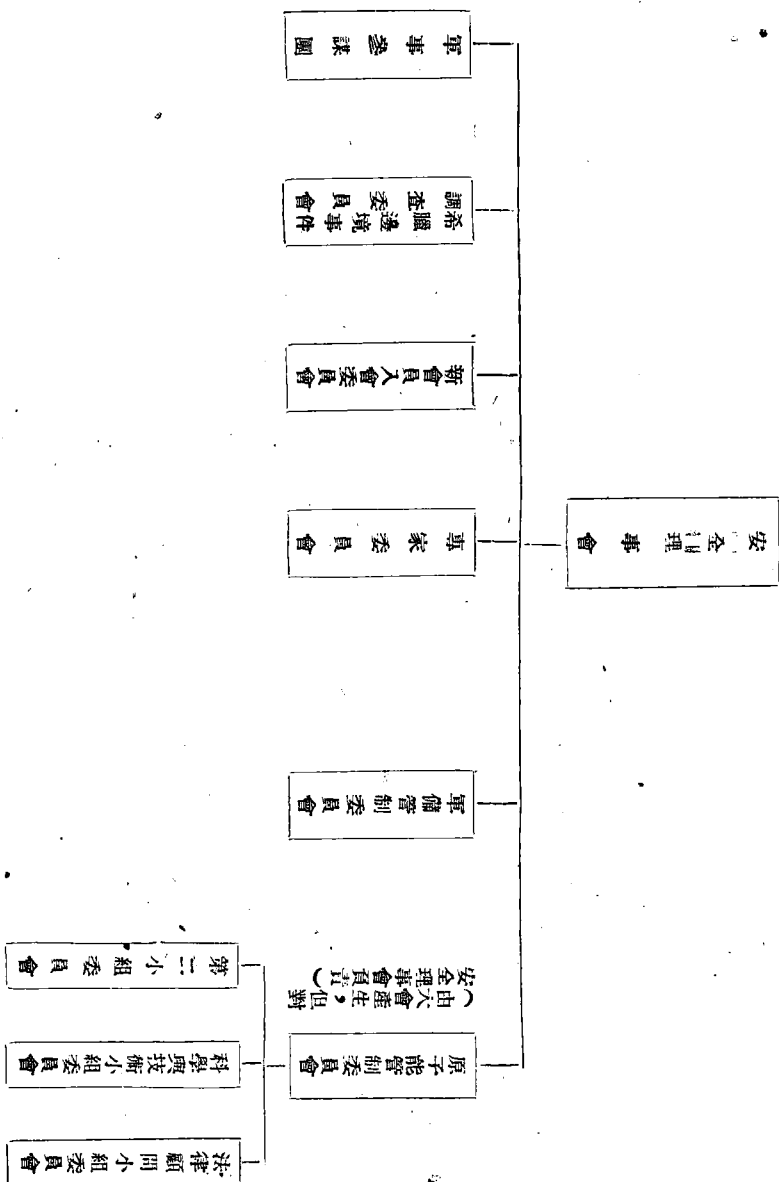 安全理事會
原子能管制委員會
（由大會產生，但對
安全理事會預責）
軍備管制委員會
專家委員會
新會員入會委員會
希臘邊境事件
調查委員會
軍事參謀團
法律顧問小組委員會
科學與技術小組委員會
第二小組委員會